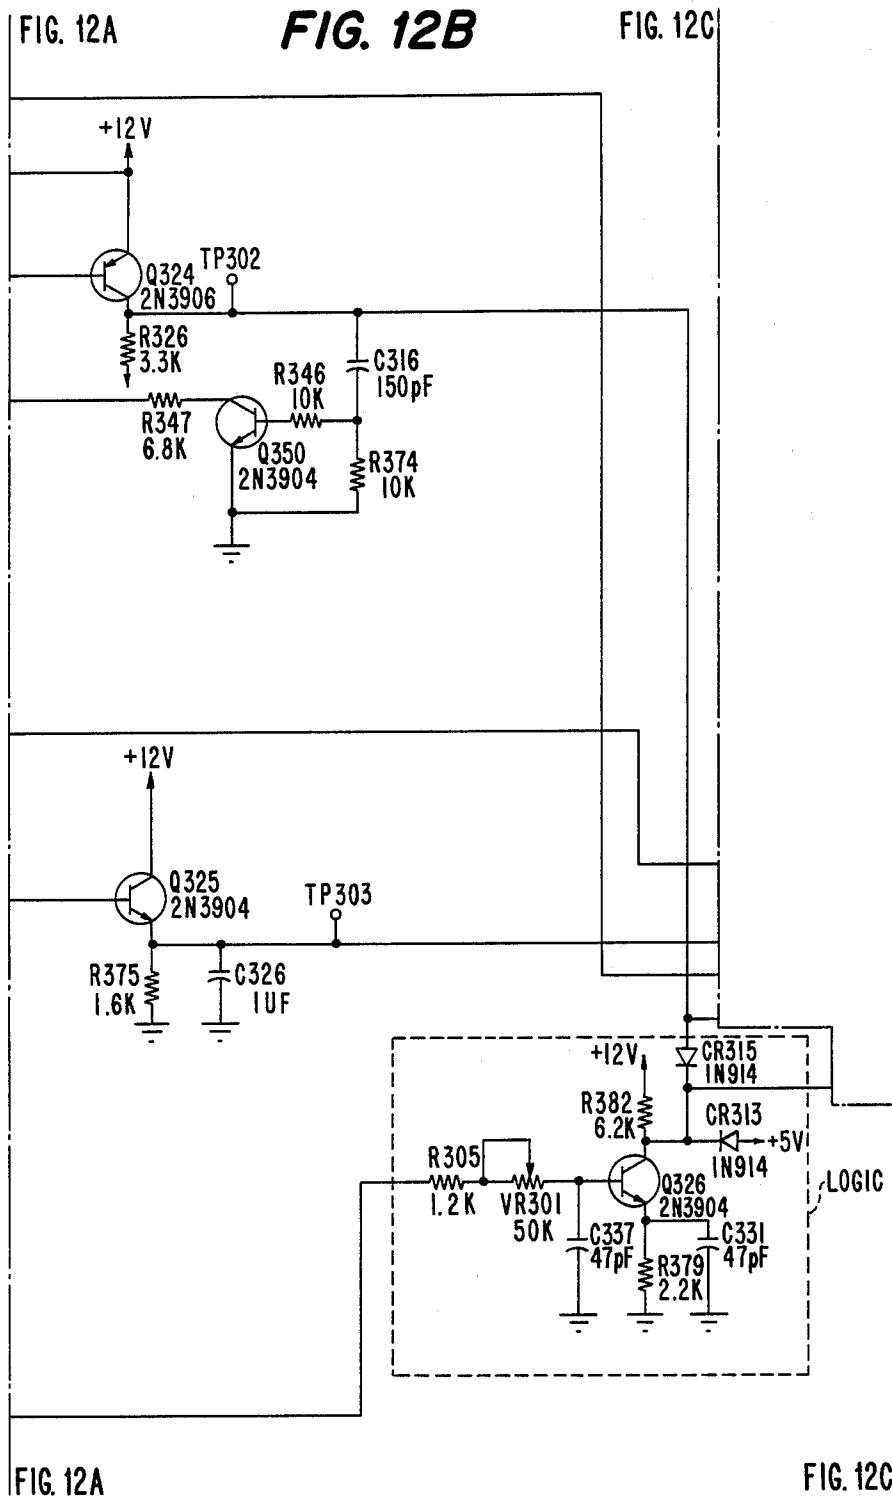 FIG. 12A
FIG. 12B
FIG. 12C
+12V
Q324
2N3906
TP302
R326
3.3K
C316
150pF
R346
10K
R347
6.8K
Q350
2N3904
R374
10K
+12V
Q325
2N3904
TP303
R375
1.6K
C326
1UF
+12V
CR315
1N914
R382
6.2K
CR313
+5V
1N914
R305
1.2K
VR301
50K
Q326
2N3904
LOGIC
C337
47pF
C331
47pF
R379
2.2K
FIG. 12A
FIG. 12C